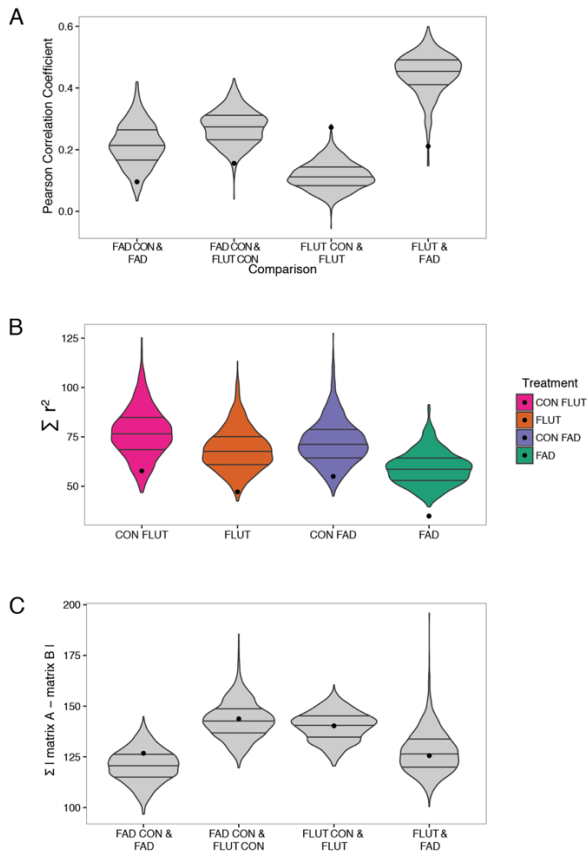 A
Pearson Correlation Coefficient
0.6
0.4
0.2
0.0
FAD CON &
FAD
FAD CON &
FLUT CON
FLUT CON &
FLUT
FLUT &
FAD
Comparison
B
Σ r²
125
100
75
50
CON FLUT
FLUT
CON FAD
FAD
Treatment
CON FLUT
FLUT
CON FAD
FAD
C
Σ | matrix A − matrix B |
200
175
150
125
100
FAD CON &
FAD
FAD CON &
FLUT CON
FLUT CON &
FLUT
FLUT &
FAD